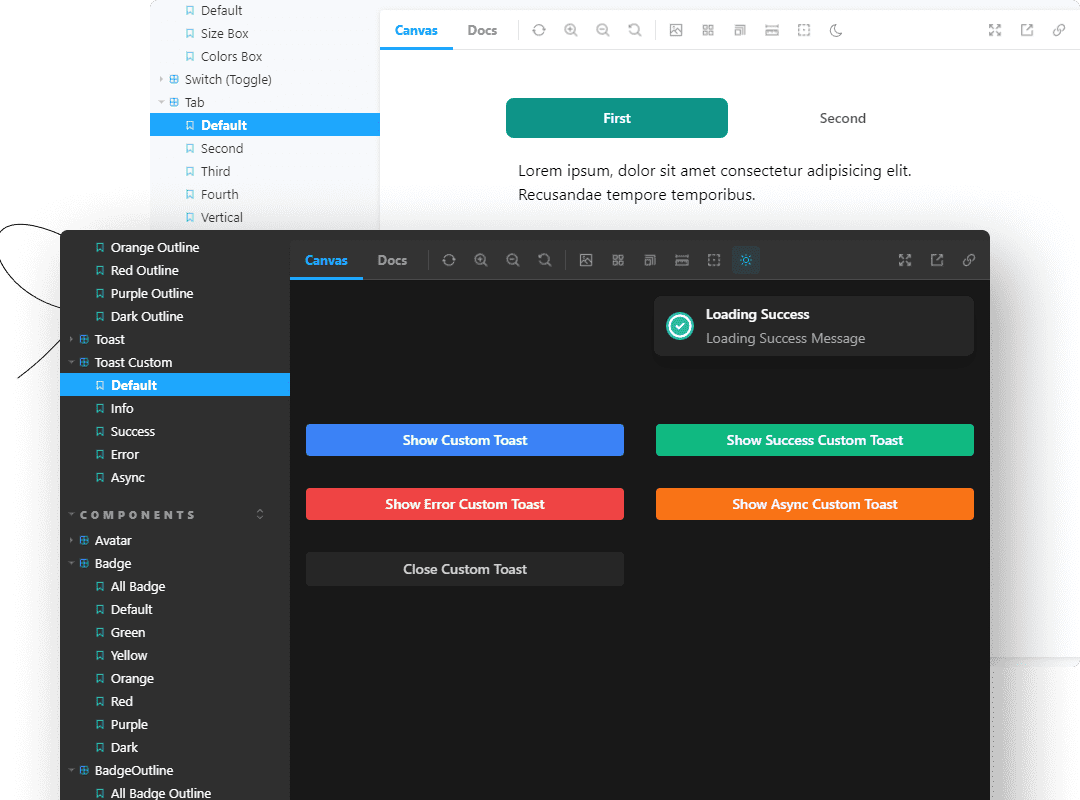 Default
Size Box
Colors Box
Switch (Toggle)
Tab
Default
Second
Third
Fourth
Vertical
Canvas Docs
First Second
Lorem ipsum, dolor sit amet consectetur adipisicing elit.
Recusandae tempore temporibus.
Orange Outline
Red Outline
Purple Outline
Dark Outline
Toast
Toast Custom
Default
Info
Success
Error
Async
COMPONENTS
Avatar
Badge
All Badge
Default
Green
Yellow
Orange
Red
Purple
Dark
BadgeOutline
All Badge Outline
Canvas Docs
Loading Success
Loading Success Message
Show Custom Toast Show Success Custom Toast
Show Error Custom Toast Show Async Custom Toast
Close Custom Toast